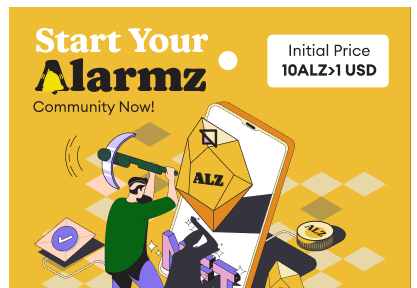 Start Your
Alarmz
Community Now!
Initial Price
10ALZ>1 USD
ALZ
ALZ